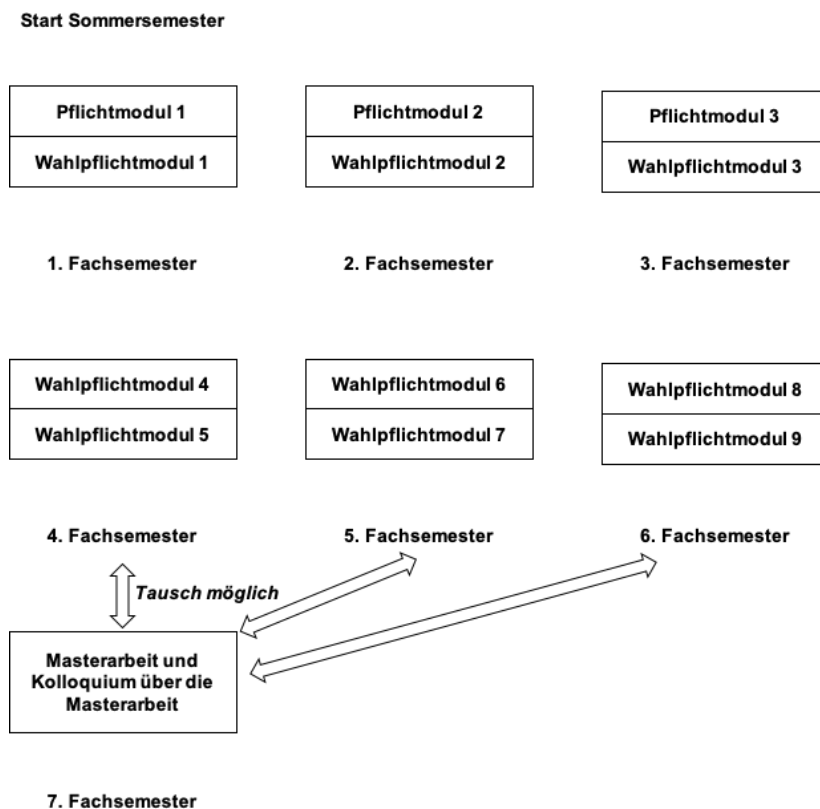 Start Sommersemester
Pflichtmodul 1
Wahlpflichtmodul 1
1. Fachsemester
Pflichtmodul 2
Wahlpflichtmodul 2
2. Fachsemester
Pflichtmodul 3
Wahlpflichtmodul 3
3. Fachsemester
Wahlpflichtmodul 4
Wahlpflichtmodul 5
4. Fachsemester
Wahlpflichtmodul 6
Wahlpflichtmodul 7
5. Fachsemester
Wahlpflichtmodul 8
Wahlpflichtmodul 9
6. Fachsemester
Tausch möglich
Masterarbeit und
Kolloquium über die
Masterarbeit
7. Fachsemester